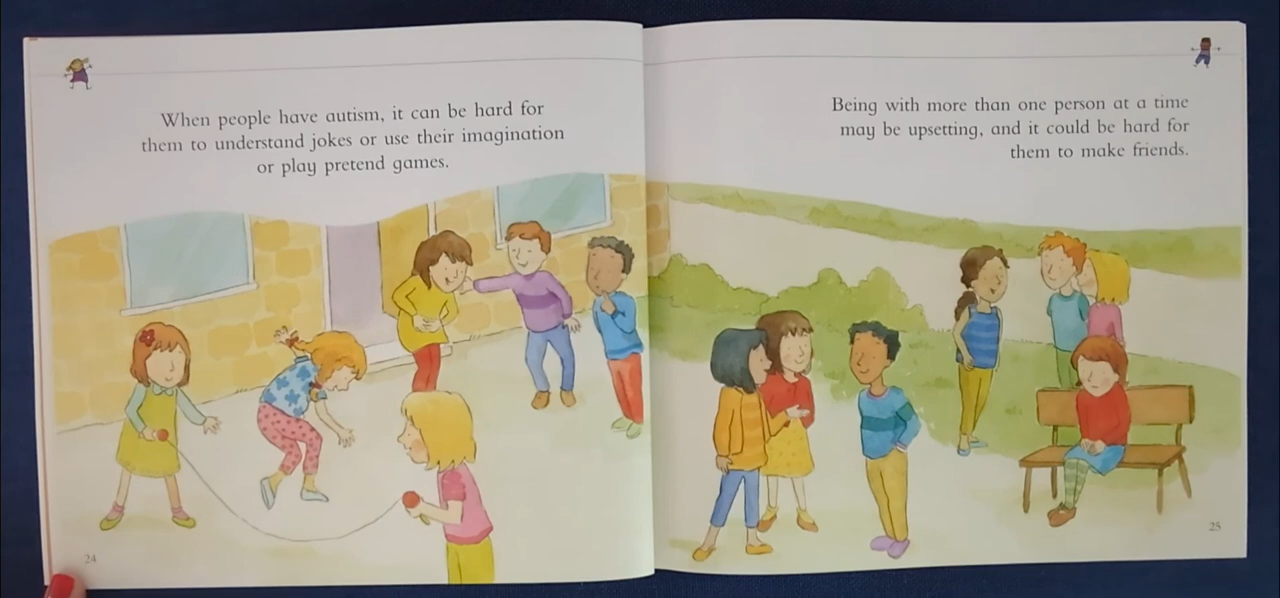 When people have autism, it can be hard for
them to understand jokes or use their imagination
or play pretend games.
24
Being with more than one person at a time
may be upsetting, and it could be hard for
them to make friends.
25